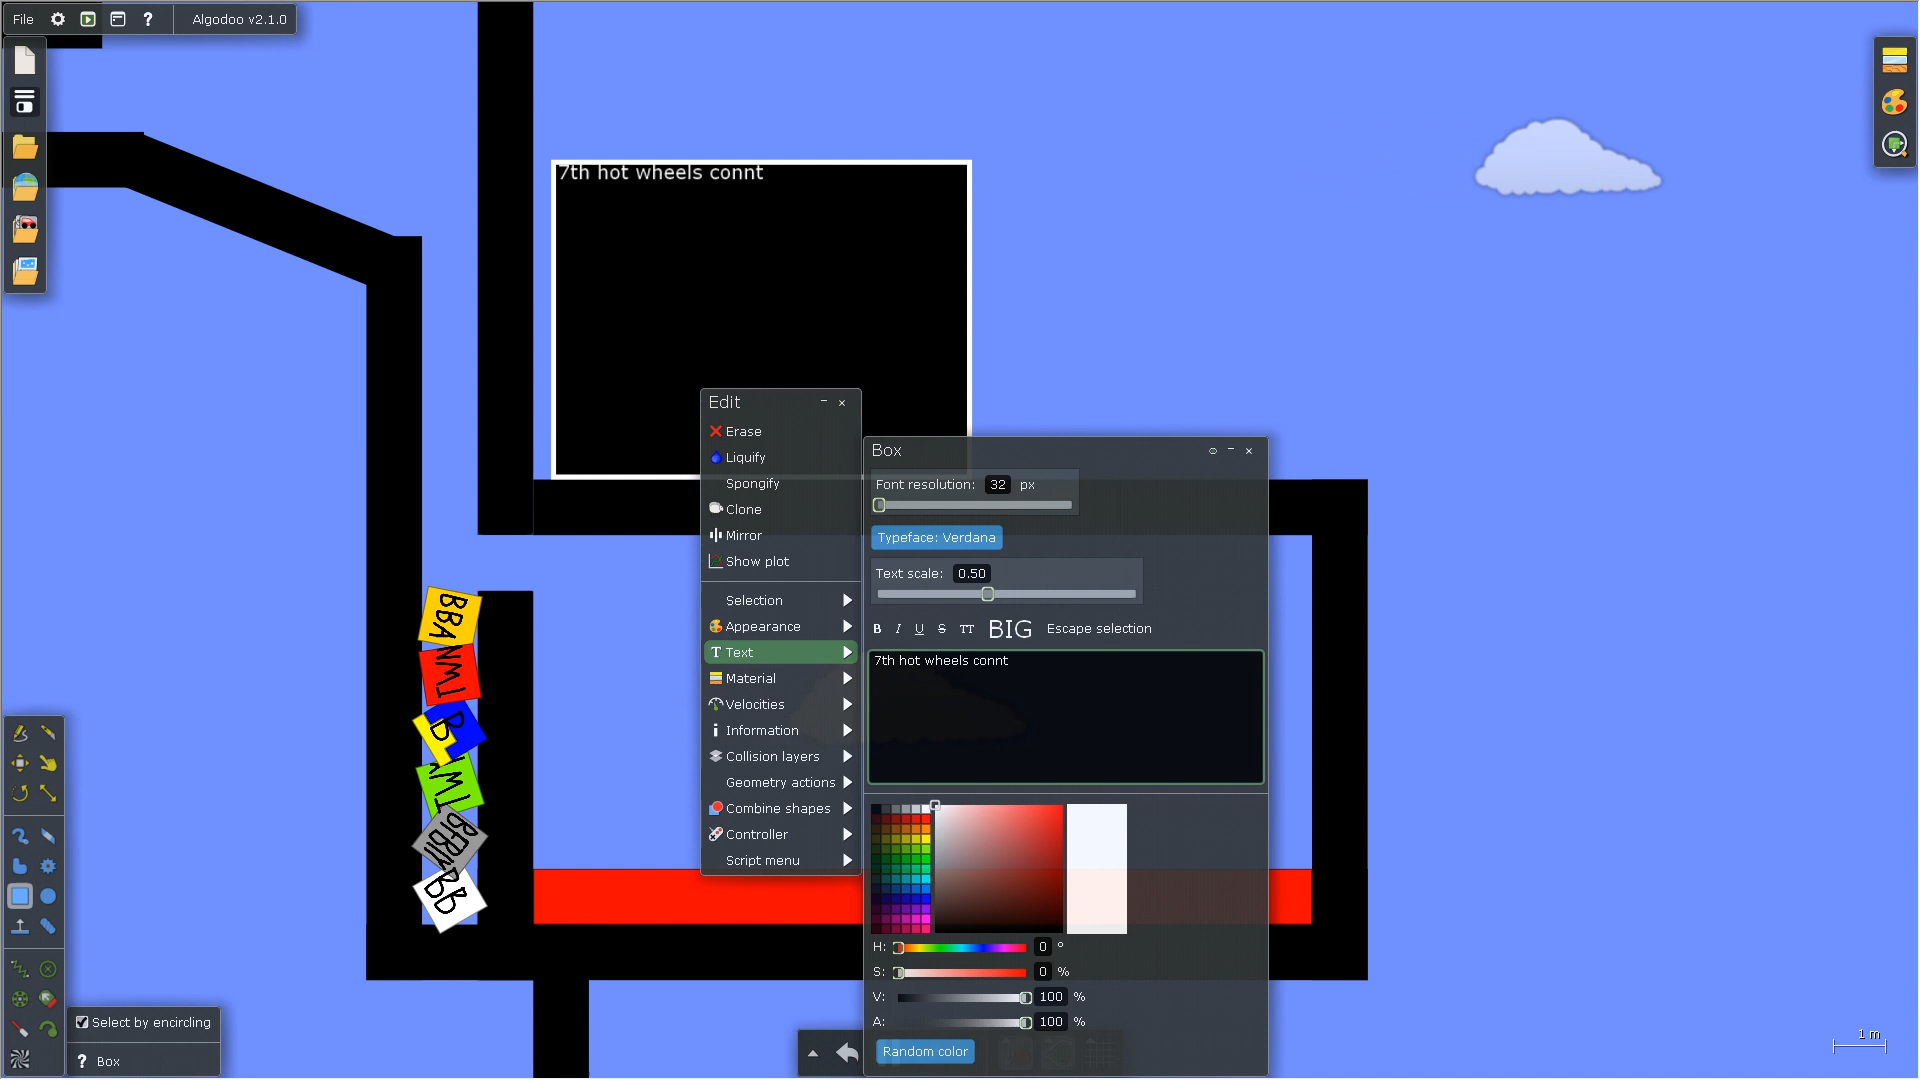 File ? Algodoo v2.1.0
7th hot wheels connt
Edit
Erase
Liquify
Spongify
Clone
Mirror
Show plot
Selection
Appearance
Text
Material
Velocities
Information
Collision layers
Geometry actions
Combine shapes
Controller
Script menu
Box
Font resolution: 32 px
Typeface: Verdana
Text scale: 0.50
B I U S TT BIG Escape selection
7th hot wheels connt
H: 0 °
S: 0 %
V: 100 %
A: 100 %
Random color
BBA
Select by encircling
? Box
1 m